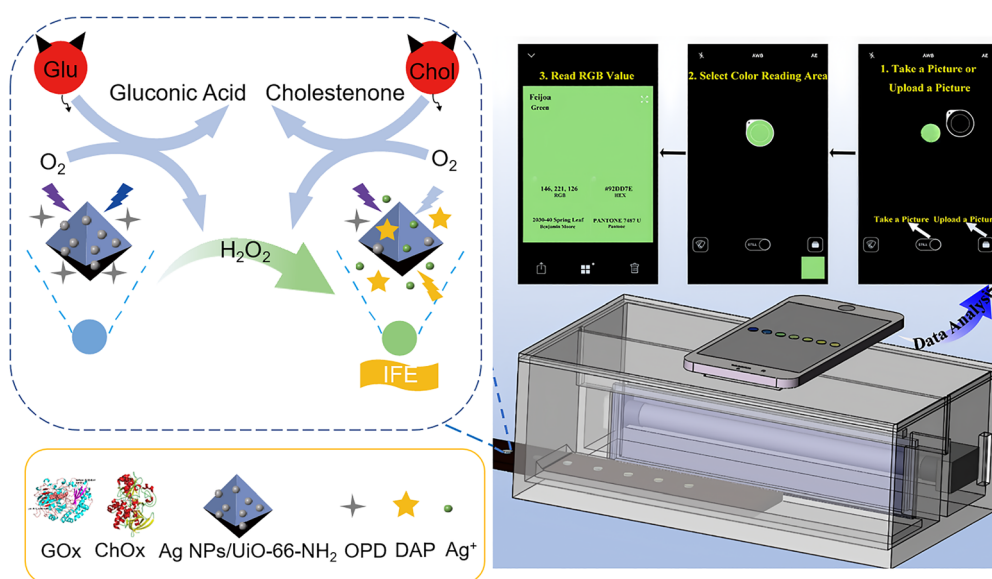 Glu
Chol
Gluconic Acid
Cholestenone
O₂
O₂
H₂O₂
IFE
GOx
ChOx
Ag NPs/UiO-66-NH₂
OPD
DAP
Ag⁺
3. Read RGB Value
Feijoa
Green
146, 221, 126
RGB
#92DD7E
HEX
2030-40 Spring Leaf
Benjamin Moore
PANTONE 7487 U
Pantone
AWB
AE
2. Select Color Reading Area
AWB
AE
1. Take a Picture or
Upload a Picture
Take a Picture
Upload a Picture
Data Analysis